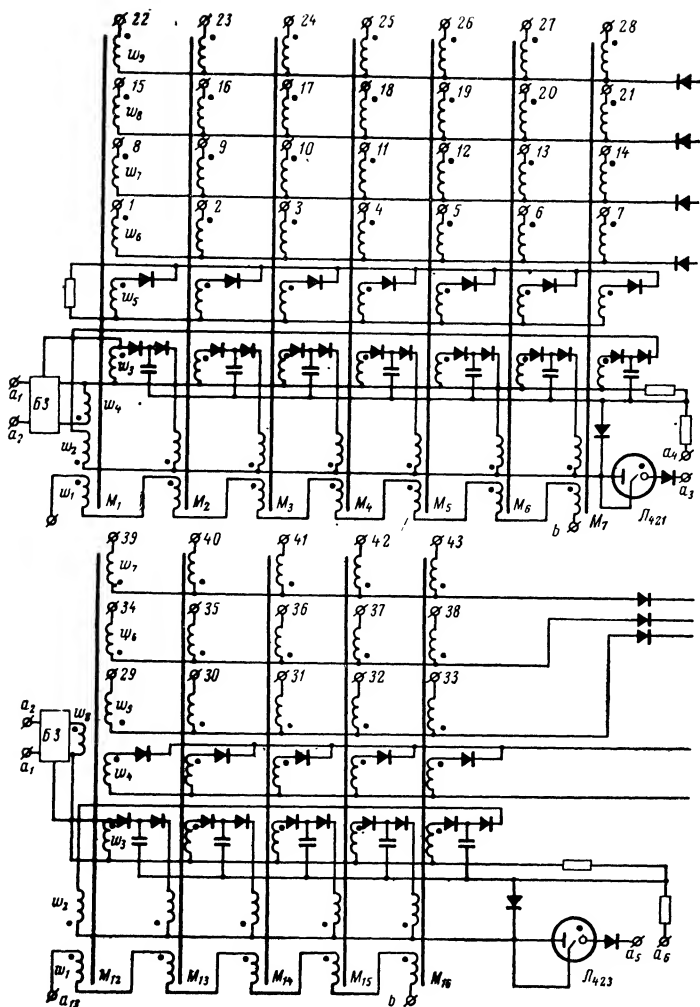 22 23 24 25 26 27 28
w₉
15 16 17 18 19 20 21
w₈
8 9 10 11 12 13 14
w₇
1 2 3 4 5 6 7
w₆
w₅
w₃
a₁ БЗ w₄
a₂ a₄
w₂
a₃
w₁ M₁ M₂ M₃ M₄ M₅ M₆ b M₇ Л₄₂₁
39 40 41 42 43
w₇
34 35 36 37 38
w₆
29 30 31 32 33
w₅
a₂ w₈
БЗ
a₁ w₄
w₃
w₂
a₅ a₆
w₁ M₁₂ M₁₃ M₁₄ M₁₅ M₁₆ Л₄₂₃
a₁₂ b